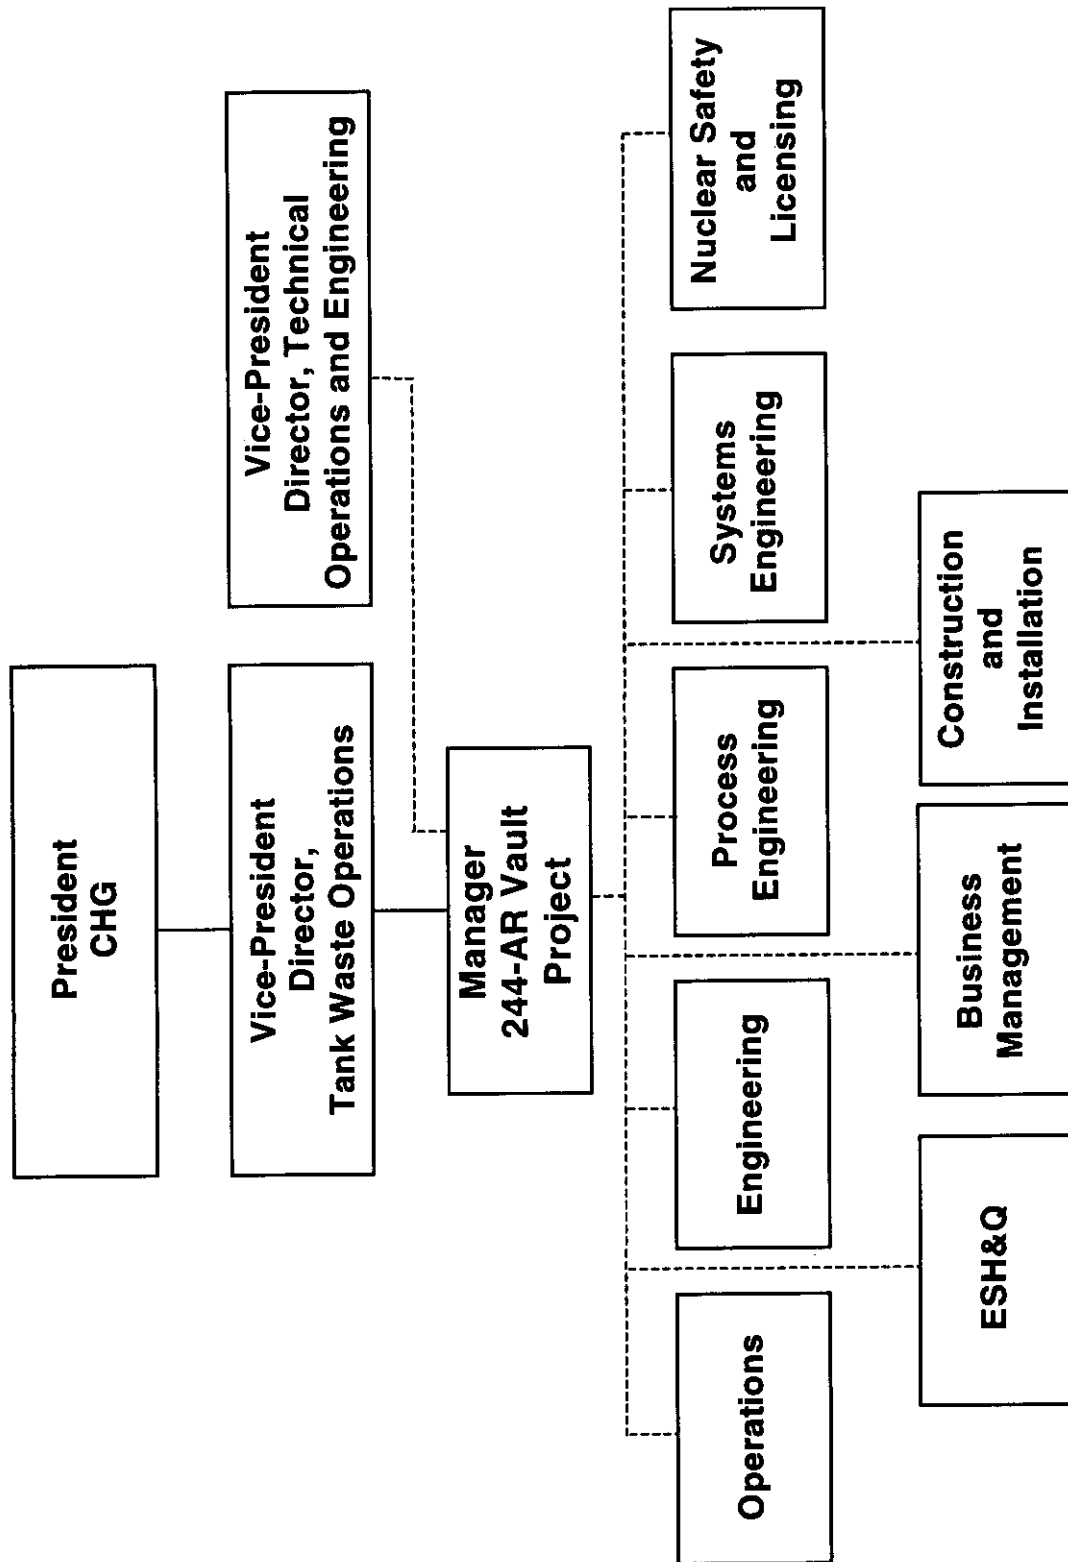 President
CHG
Vice-President
Director,
Tank Waste Operations
Vice-President
Director, Technical
Operations and Engineering
Manager
244-AR Vault
Project
Operations
Engineering
Process
Engineering
Systems
Engineering
Nuclear Safety
and
Licensing
ESH&Q
Business
Management
Construction
and
Installation